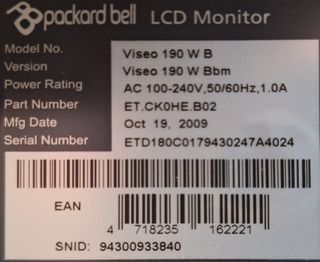 packard bell LCD Monitor
Model No. Viseo 190 W B
Version Viseo 190 W Bbm
Power Rating AC 100-240V,50/60Hz,1.0A
Part Number ET.CK0HE.B02
Mfg Date Oct 19, 2009
Serial Number ETD180C0179430247A4024
EAN
4 718235 162221
SNID: 94300933840